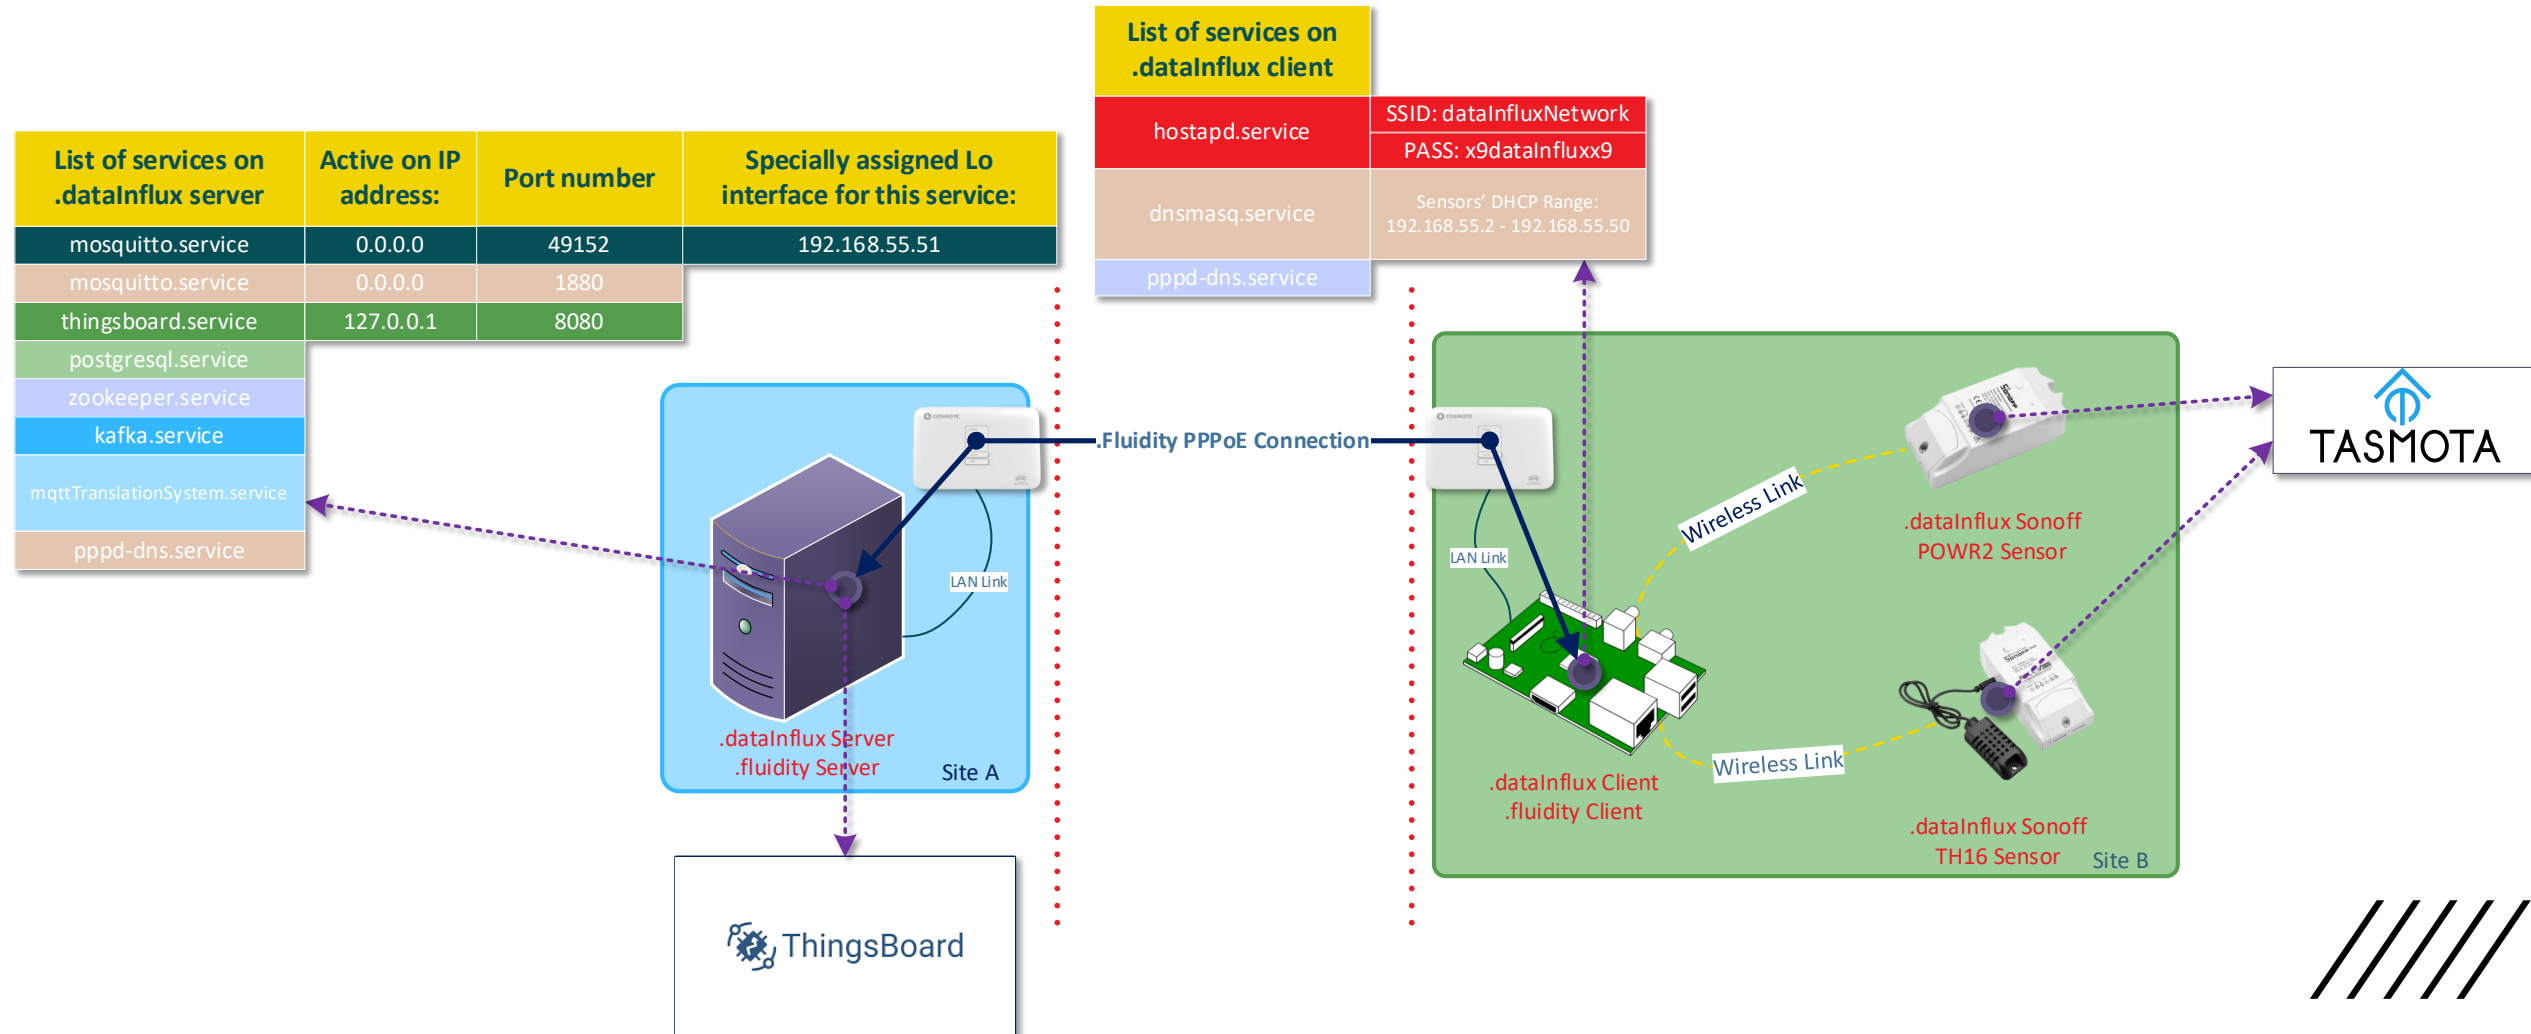 List of services on
.dataInflux client
hostapd.service
SSID: dataInfluxNetwork
PASS: x9dataInfluxx9
dnsmasq.service
Sensors' DHCP Range:
192.168.55.2 - 192.168.55.50
pppd-dns.service
List of services on
.dataInflux server
Active on IP
address:
Port number
Specially assigned Lo
interface for this service:
mosquitto.service 0.0.0.0 49152 192.168.55.51
mosquitto.service 0.0.0.0 1880
thingsboard.service 127.0.0.1 8080
postgresql.service
zookeeper.service
kafka.service
mqttTranslationSystem.service
pppd-dns.service
COSMOTE
.Fluidity PPPoE Connection
COSMOTE
LAN Link
LAN Link
.dataInflux Server
.fluidity Server
Site A
ThingsBoard
Wireless Link
Wireless Link
SONOFF
.dataInflux Sonoff
POWR2 Sensor
.dataInflux Client
.fluidity Client
SONOFF
.dataInflux Sonoff
TH16 Sensor
Site B
TASMOTA